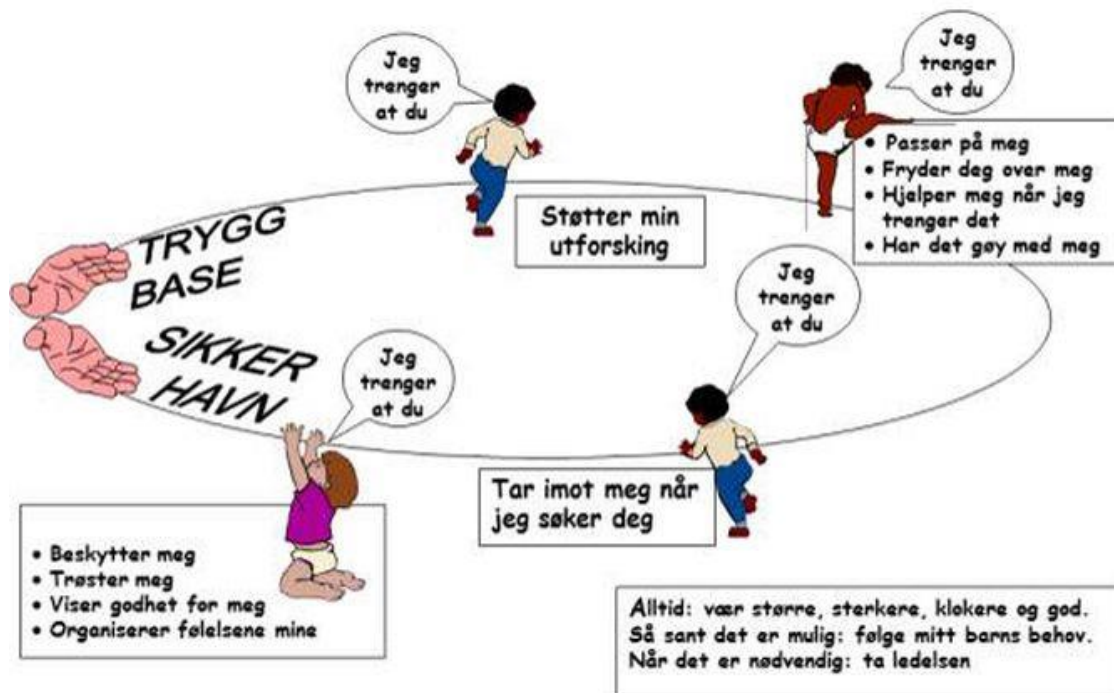 Jeg
trenger
at du
Jeg
trenger
at du
• Passer på meg
• Fryder deg over meg
• Hjelper meg når jeg
trenger det
• Har det gøy med meg
Støtter min
utforsking
TRYGG
BASE
SIKKER
HAVN
Jeg
trenger
at du
Jeg
trenger
at du
Tar imot meg når
jeg søker deg
• Beskytter meg
• Trøster meg
• Viser godhet for meg
• Organiserer følelsene mine
Alltid: vær større, sterkere, klokere og god.
Så sant det er mulig: følge mitt barns behov.
Når det er nødvendig: ta ledelsen